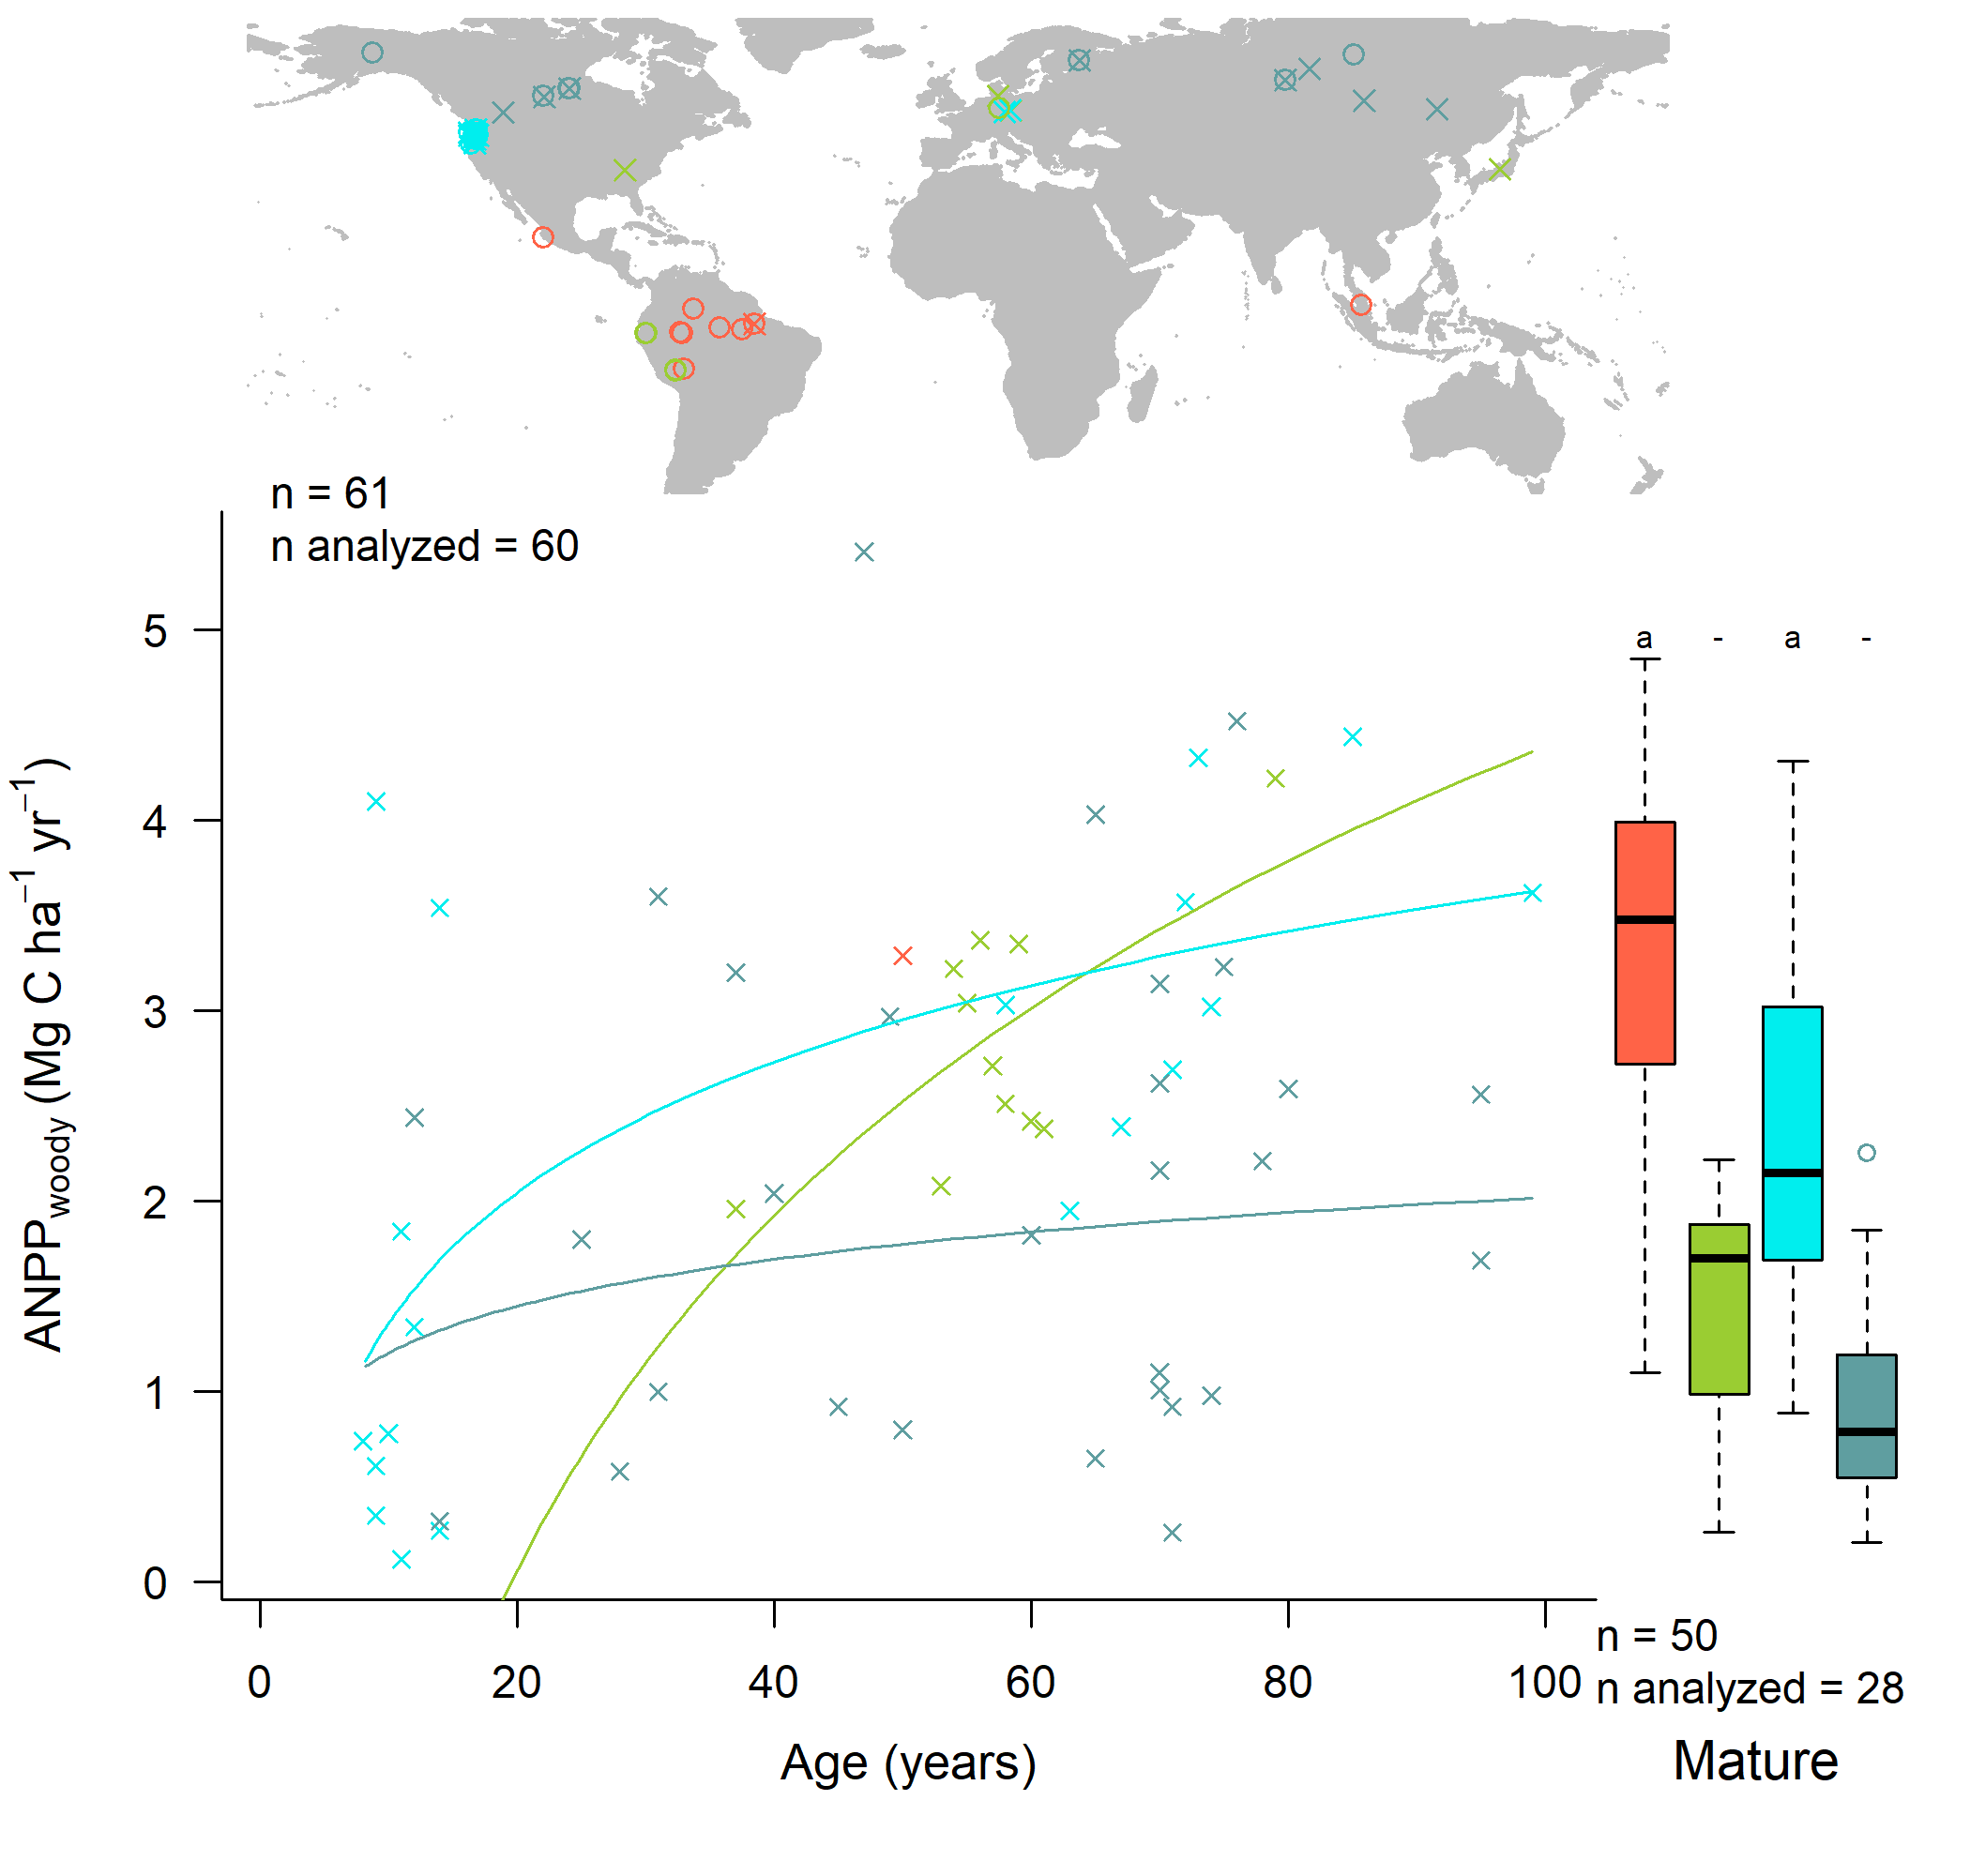 n = 61
n analyzed = 60
5
4
3
2
1
0
ANPP_woody (Mg C ha⁻¹ yr⁻¹)
a - a -
0 20 40 60 80 100
Age (years)
n = 50
n analyzed = 28
Mature